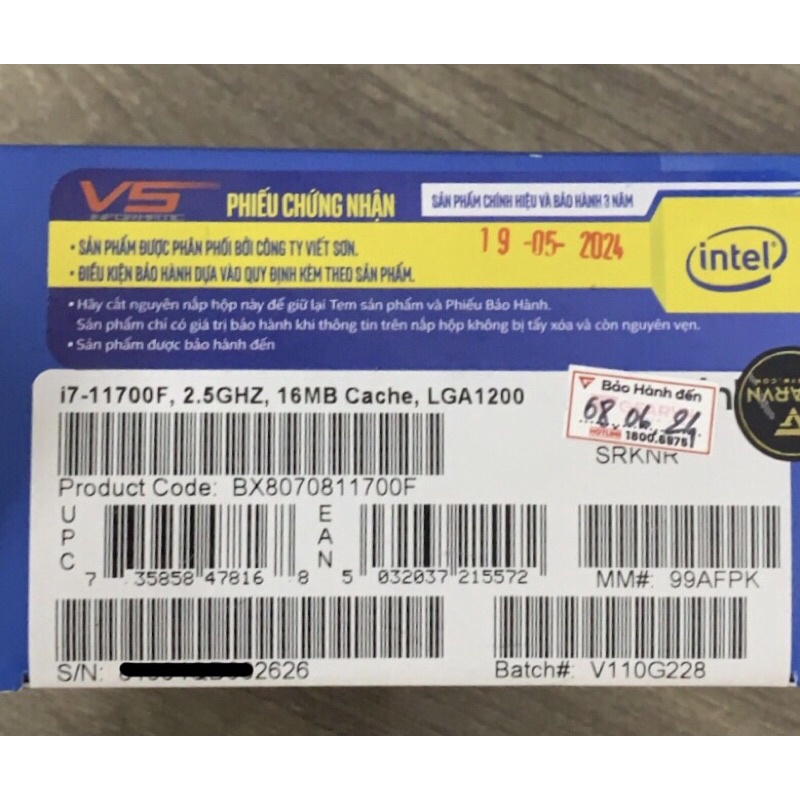 VS
INFORMATIC
PHIẾU CHỨNG NHẬN
SẢN PHẨM CHÍNH HIỆU VÀ BẢO HÀNH 3 NĂM
• SẢN PHẨM ĐƯỢC PHÂN PHỐI BỞI CÔNG TY VIẾT SƠN.
19 -05- 2024
• ĐIỀU KIỆN BẢO HÀNH DỰA VÀO QUY ĐỊNH KÈM THEO SẢN PHẨM.
intel
• Hãy cắt nguyên nắp hộp này để giữ lại Tem sản phẩm và Phiếu Bảo Hành.
Sản phẩm chỉ có giá trị bảo hành khi thông tin trên nắp hộp không bị tẩy xóa và còn nguyên vẹn.
• Sản phẩm được bảo hành đến
i7-11700F, 2.5GHZ, 16MB Cache, LGA1200
Bảo Hành đến
HOTLINE 1800.6975
SRKNR
Product Code: BX8070811700F
UPC
7 35858 47816 8
EAN
5 032037 215572
MM#: 99AFPK
S/N: 2626
Batch#: V110G228